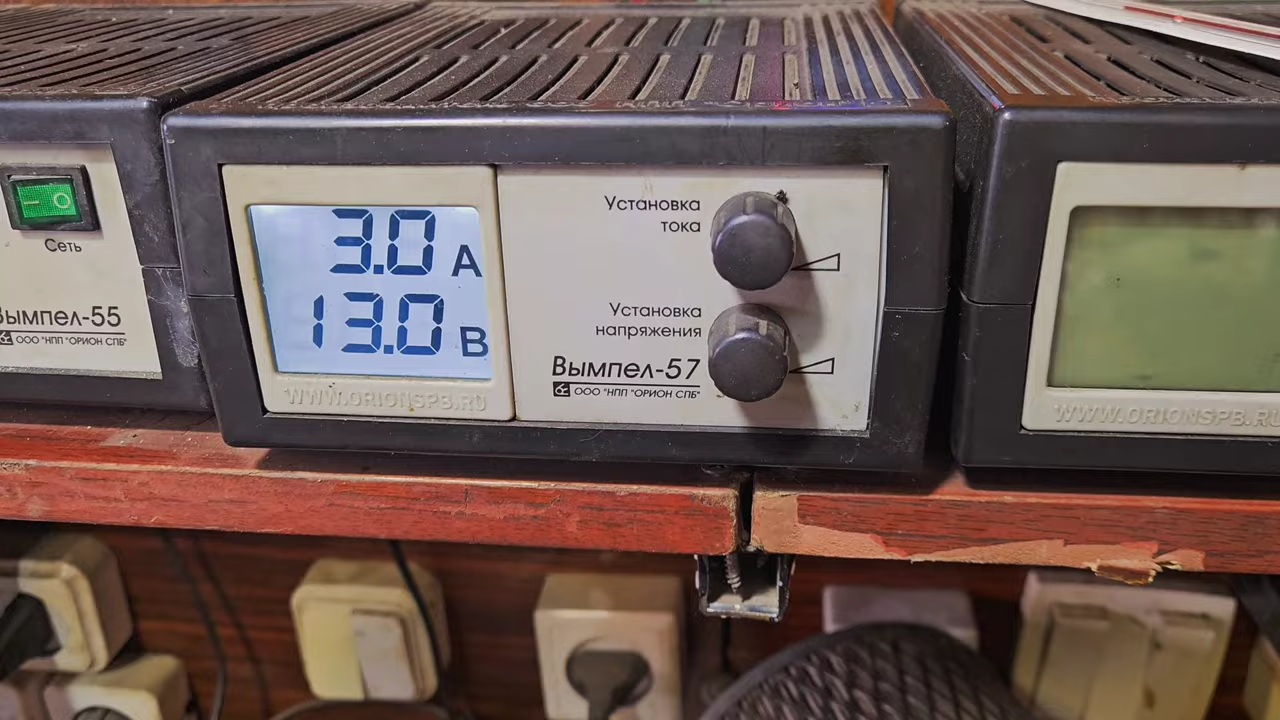 Сеть
Вымпел-55
ООО "НПП "ОРИОН СПБ"
3.0 А
13.0 В
WWW.ORIONSPB.RU
Установка
тока
Установка
напряжения
Вымпел-57
ООО "НПП "ОРИОН СПБ"
WWW.ORIONSPB.RU